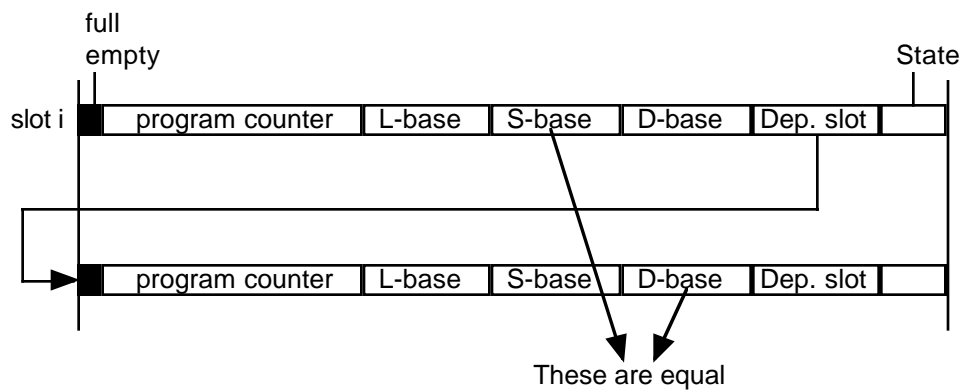 full
empty
State
slot i
program counter
L-base
S-base
D-base
Dep. slot
program counter
L-base
S-base
D-base
Dep. slot
These are equal